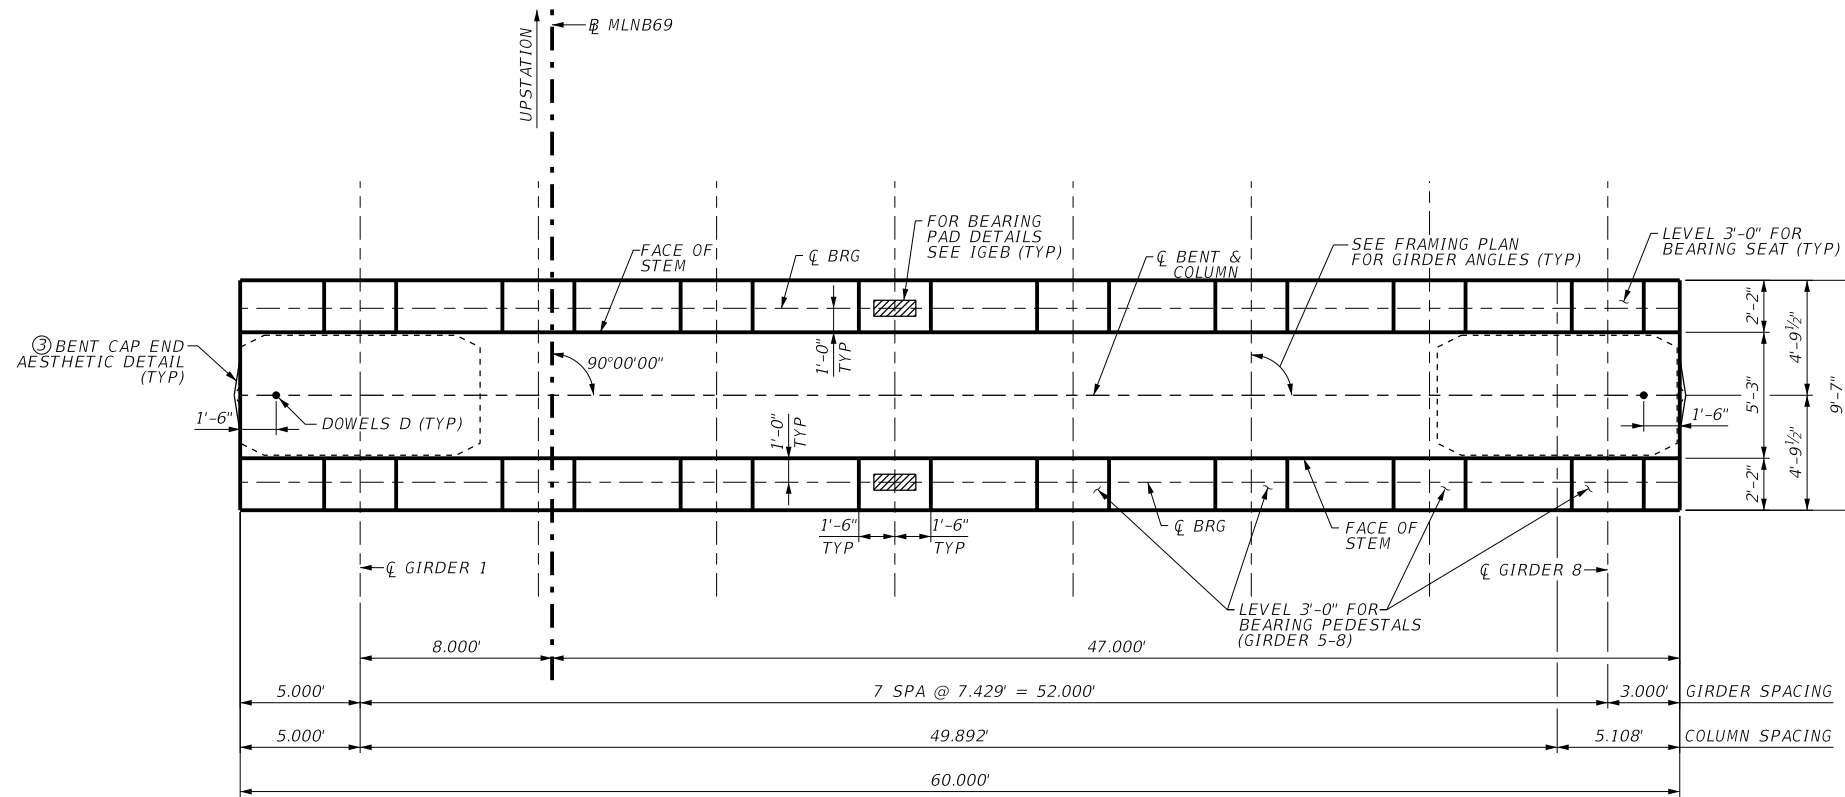 UPSTATION
℄ MLNB69
FACE OF
STEM
℄ BRG
FOR BEARING
PAD DETAILS
SEE IGEB (TYP)
℄ BENT &
COLUMN
SEE FRAMING PLAN
FOR GIRDER ANGLES (TYP)
LEVEL 3'-0" FOR
BEARING SEAT (TYP)
③ BENT CAP END
AESTHETIC DETAIL
(TYP)
90°00'00"
1'-0"
TYP
2'-2"
4'-9½"
5'-3"
9'-7"
1'-6"
DOWELS D (TYP)
1'-0"
TYP
1'-6"
2'-2"
4'-9½"
1'-6"
TYP
1'-6"
TYP
℄ BRG
FACE OF
STEM
℄ GIRDER 1
℄ GIRDER 8
LEVEL 3'-0" FOR
BEARING PEDESTALS
(GIRDER 5-8)
8.000'
47.000'
5.000'
7 SPA @ 7.429' = 52.000'
3.000'
GIRDER SPACING
5.000'
49.892'
5.108'
COLUMN SPACING
60.000'